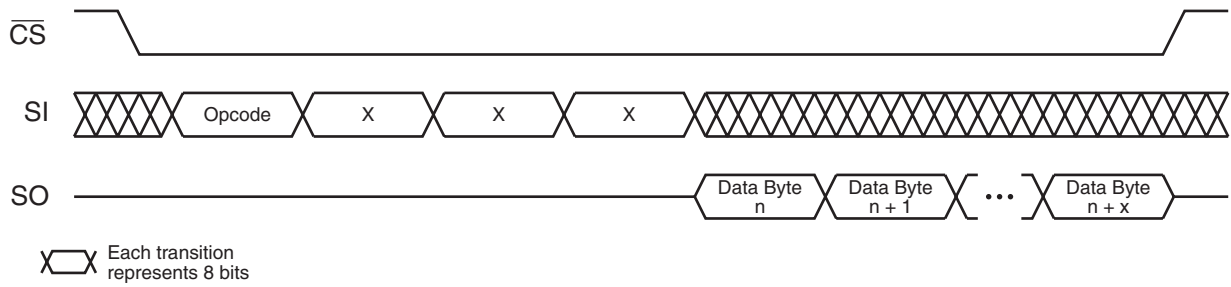 CS
SI
Opcode
X
X
X
SO
Data Byte
n
Data Byte
n + 1
•••
Data Byte
n + x
Each transition
represents 8 bits